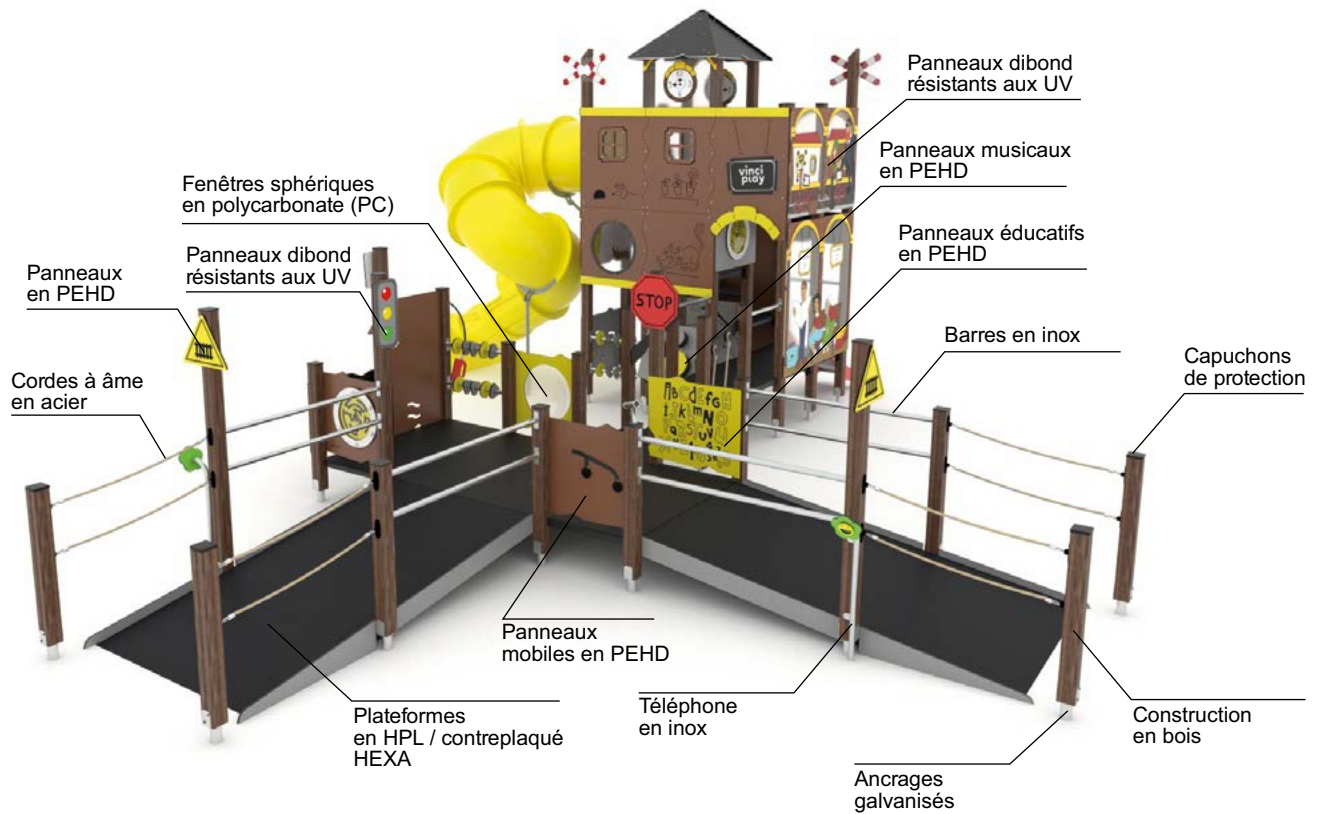 Panneaux dibond
résistants aux UV
Panneaux musicaux
en PEHD
Fenêtres sphériques
en polycarbonate (PC)
Panneaux éducatifs
en PEHD
Panneaux dibond
résistants aux UV
Panneaux
en PEHD
Barres en inox
Capuchons
de protection
Cordes à âme
en acier
vinci
play
STOP
Panneaux
mobiles en PEHD
Téléphone
en inox
Plateformes
en HPL / contreplaqué
HEXA
Construction
en bois
Ancrages
galvanisés